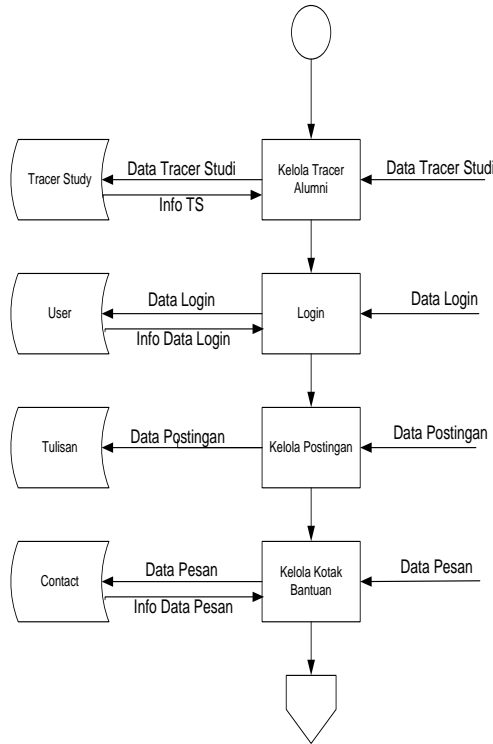 Tracer Study
Data Tracer Studi
Info TS
Kelola Tracer
Alumni
Data Tracer Studi
User
Data Login
Info Data Login
Login
Data Login
Tulisan
Data Postingan
Kelola Postingan
Data Postingan
Contact
Data Pesan
Info Data Pesan
Kelola Kotak
Bantuan
Data Pesan